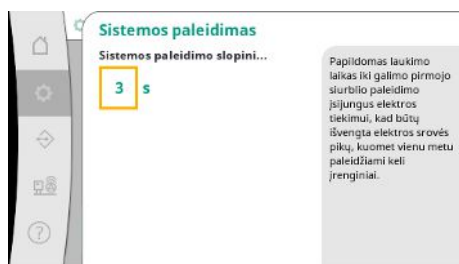 Sistemos paleidimas
Sistemos paleidimo slopini...
3 s
Papildomas laukimo
laikas iki galimo pirmojo
siurblio paleidimo
įsijungus elektros
tiekimui, kad būtų
išvengta elektros srovės
pikų, kuomet vienu metu
paleidžiami keli
įrenginiai.
?